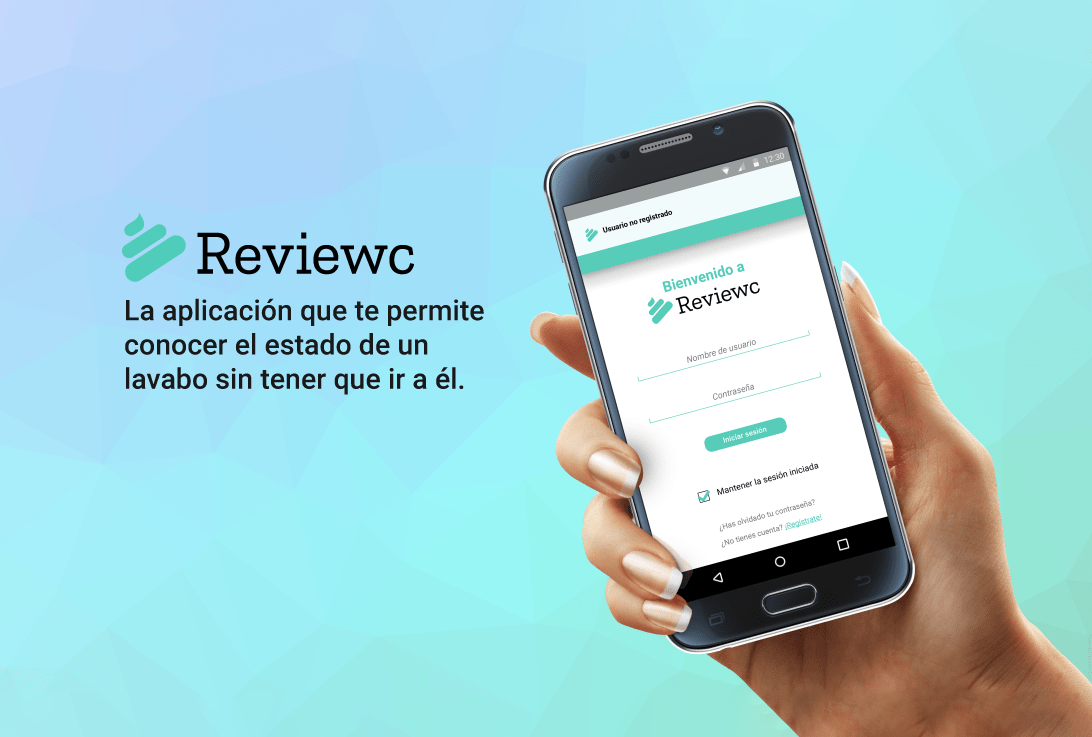 Reviewc
La aplicación que te permite
conocer el estado de un
lavabo sin tener que ir a él.
12:30
Usuario no registrado
Bienvenido a
Reviewc
Nombre de usuario
Contraseña
Iniciar sesión
Mantener la sesión iniciada
¿Has olvidado tu contraseña?
¿No tienes cuenta? ¡Regístrate!